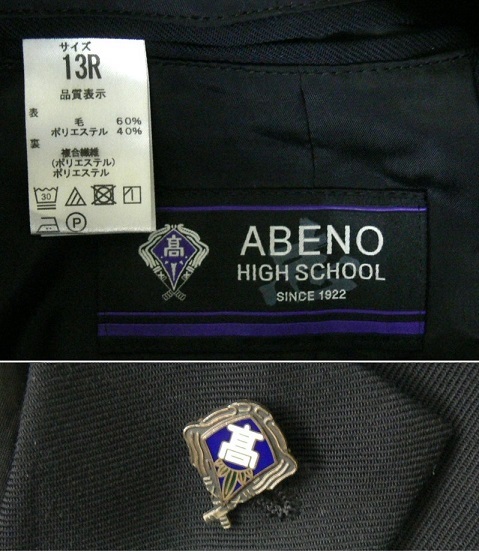 サイズ
13R
品質表示
表
毛 60%
ポリエステル 40%
裏
複合繊維
(ポリエステル)
ポリエステル
30
P
髙
ABENO
HIGH SCHOOL
SINCE 1922
髙